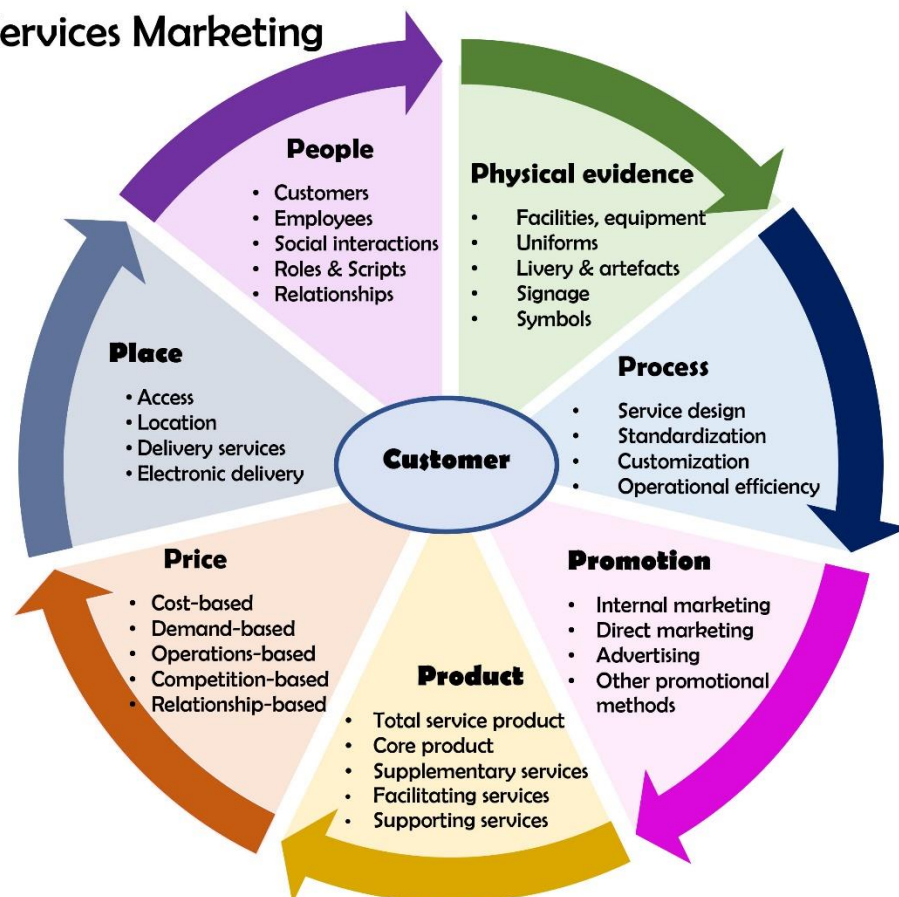 ervices Marketing
People
• Customers
• Employees
• Social interactions
• Roles & Scripts
• Relationships
Physical evidence
• Facilities, equipment
• Uniforms
• Livery & artefacts
• Signage
• Symbols
Process
• Service design
• Standardization
• Customization
• Operational efficiency
Promotion
• Internal marketing
• Direct marketing
• Advertising
• Other promotional
methods
Product
• Total service product
• Core product
• Supplementary services
• Facilitating services
• Supporting services
Price
• Cost-based
• Demand-based
• Operations-based
• Competition-based
• Relationship-based
Place
• Access
• Location
• Delivery services
• Electronic delivery
Customer